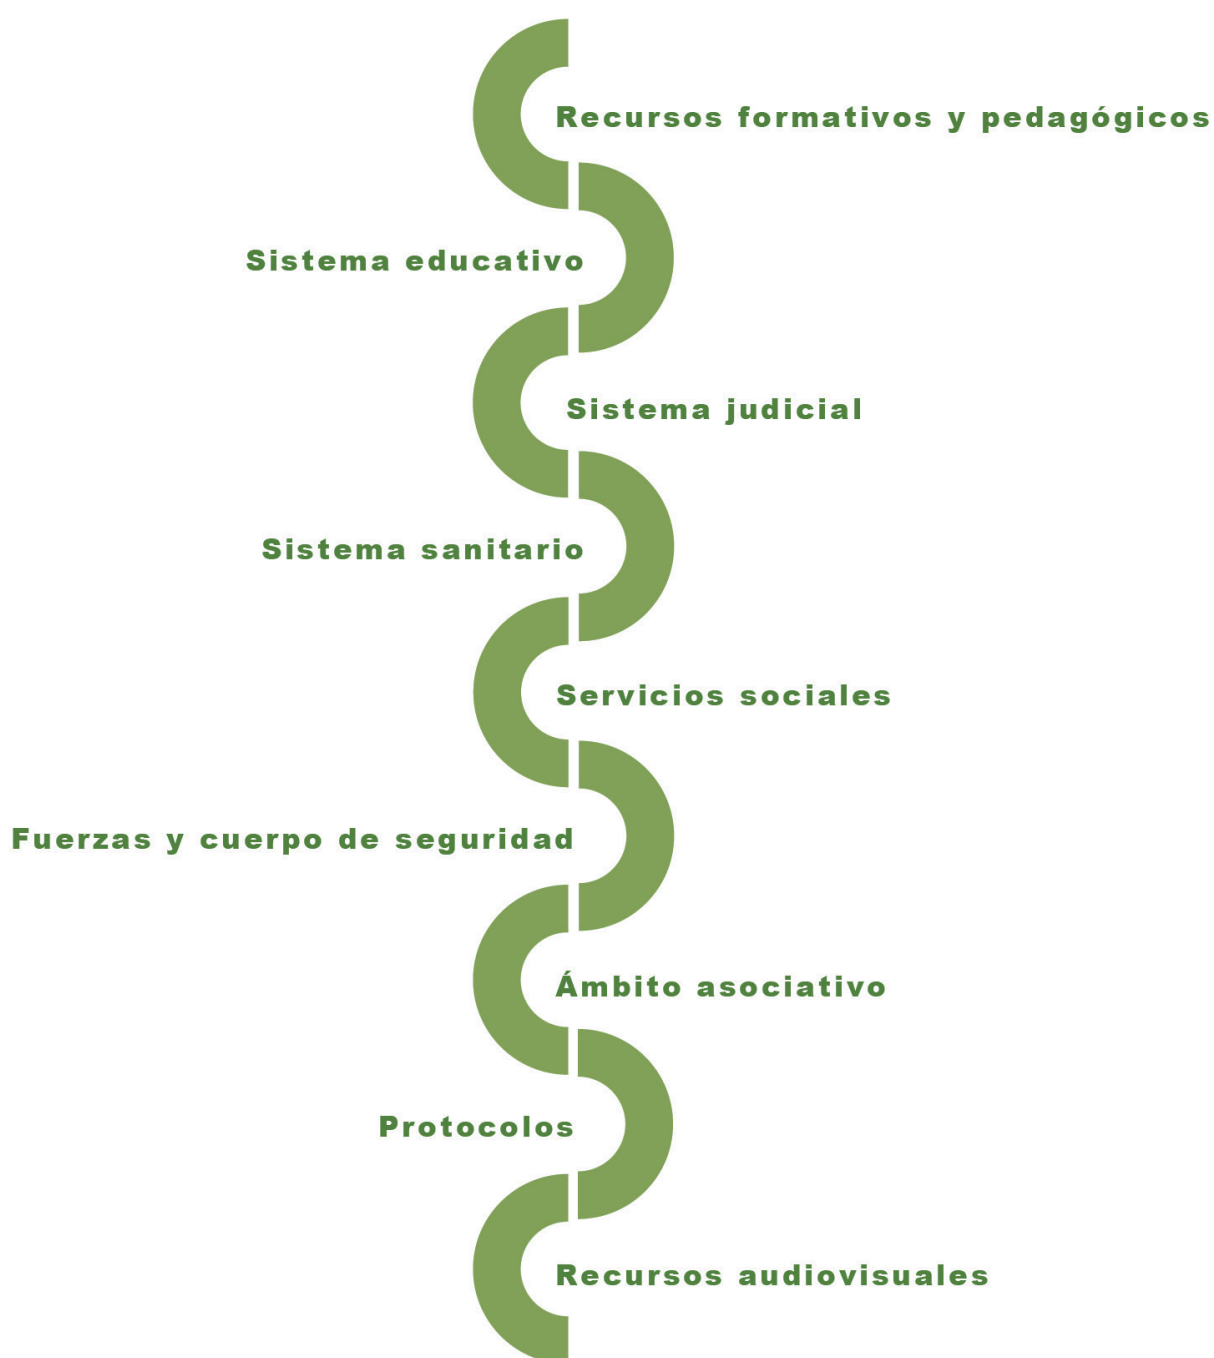 Recursos formativos y pedagógicos
Sistema educativo
Sistema judicial
Sistema sanitario
Servicios sociales
Fuerzas y cuerpo de seguridad
Ámbito asociativo
Protocolos
Recursos audiovisuales